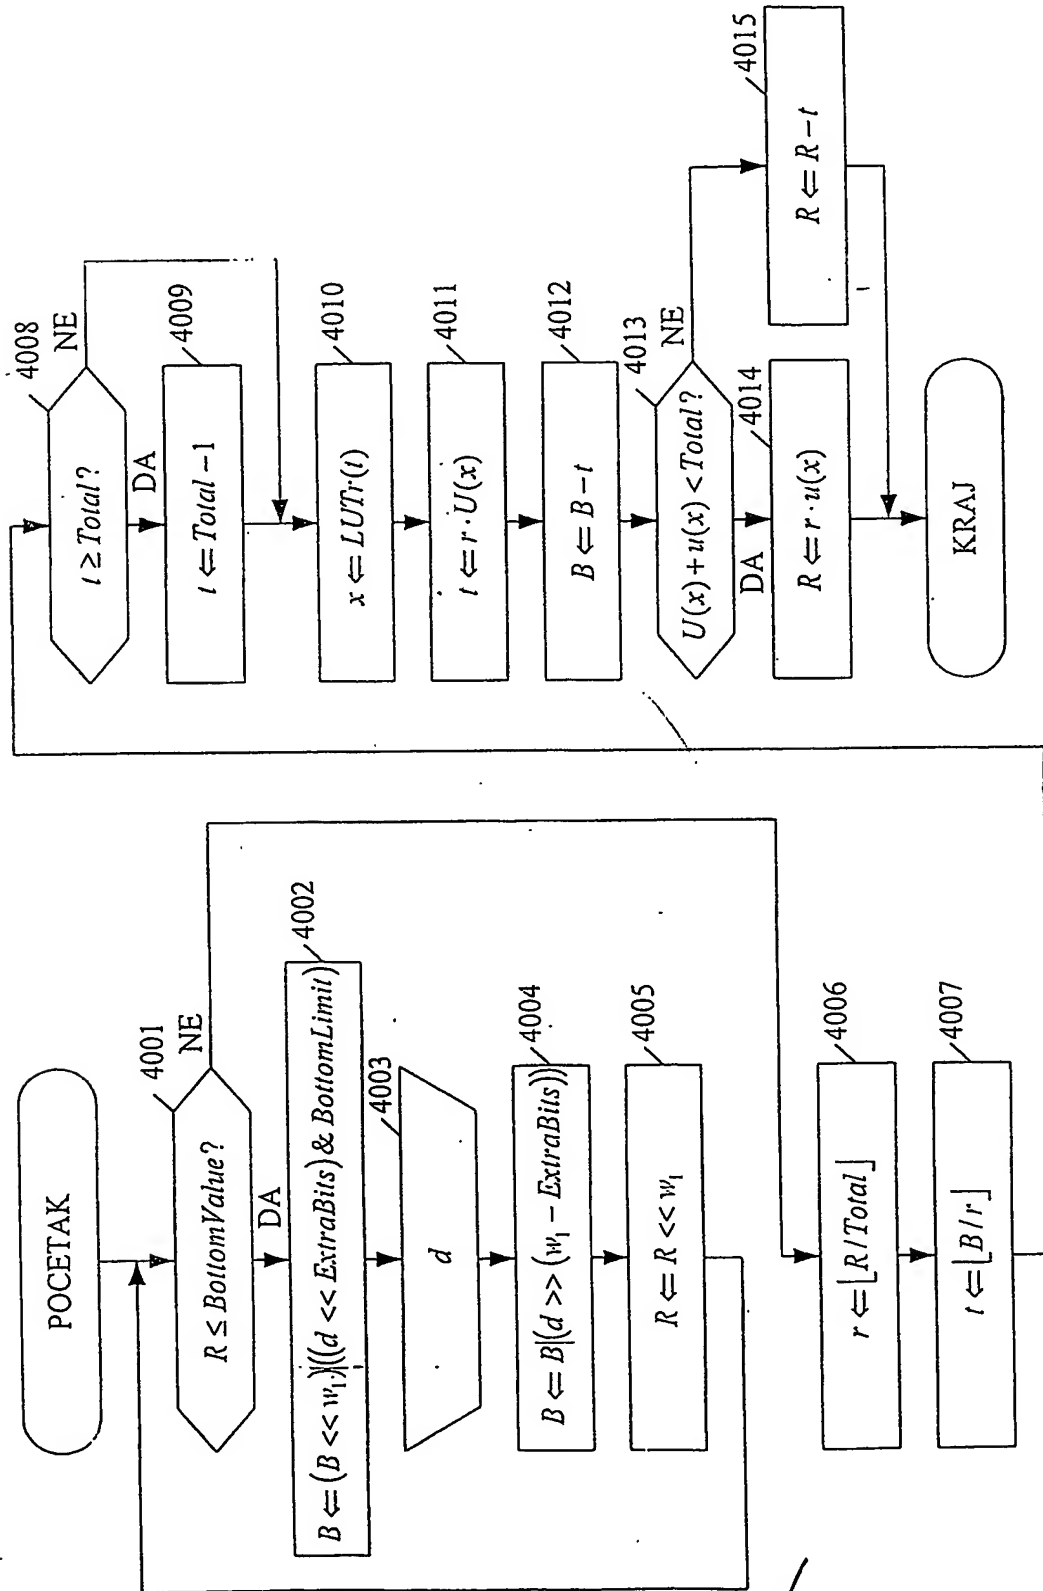 POCETAK
4001
R ≤ BottomValue?
NE
DA
4002
B ⇐ (B << w₁)|((d << ExtraBits) & BottomLimit)
4003
d
4004
B ⇐ B|(d >> (w₁ − ExtraBits))
4005
R ⇐ R << w₁
4006
r ⇐ ⌊R/Total⌋
4007
t ⇐ ⌊B/r⌋
4008
t ≥ Total?
NE
DA
4009
t ⇐ Total − 1
4010
x ⇐ LUTr(t)
4011
t ⇐ r · U(x)
4012
B ⇐ B − t
4013
U(x) + u(x) < Total?
NE
DA
4014
R ⇐ r · u(x)
4015
R ⇐ R − t
KRAJ